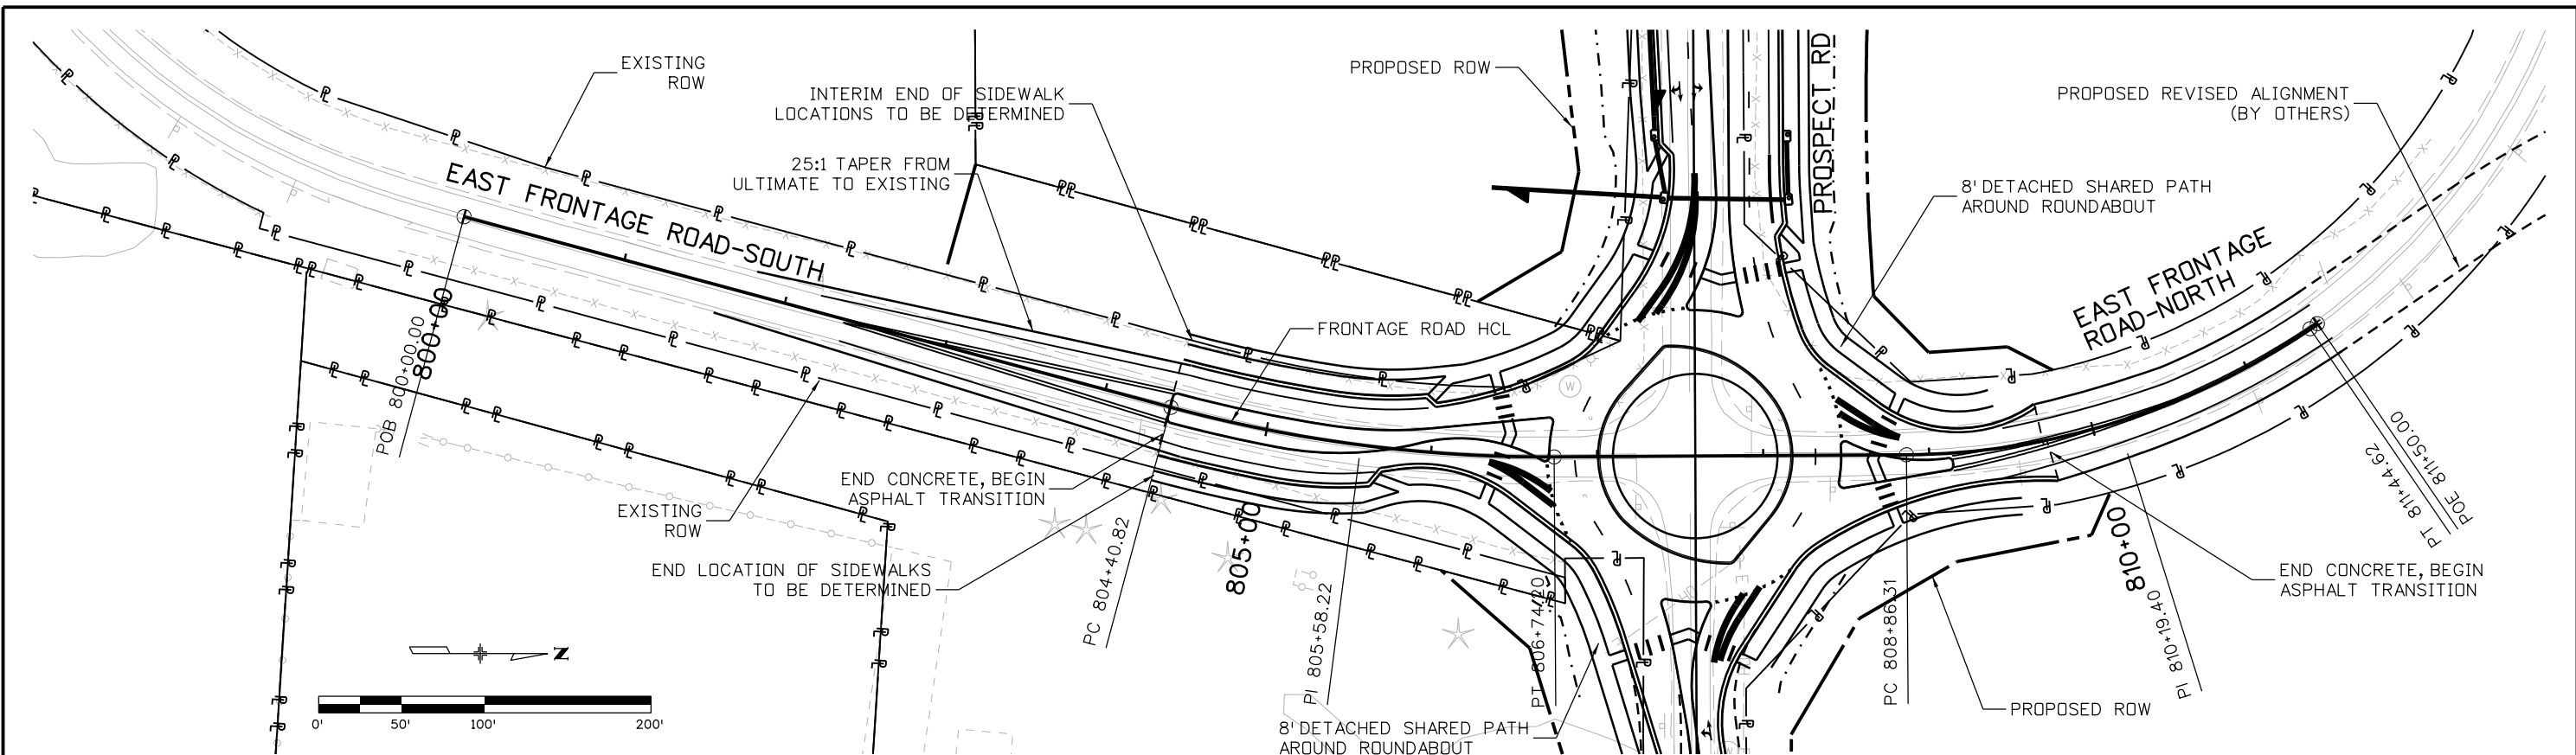 EXISTING
ROW
INTERIM END OF SIDEWALK
LOCATIONS TO BE DETERMINED
25:1 TAPER FROM
ULTIMATE TO EXISTING
PROPOSED ROW
PROSPECT RD
PROPOSED REVISED ALIGNMENT
(BY OTHERS)
8' DETACHED SHARED PATH
AROUND ROUNDABOUT
EAST FRONTAGE ROAD-SOUTH
EAST FRONTAGE
ROAD-NORTH
FRONTAGE ROAD HCL
POB 800+00.00
800+00
END CONCRETE, BEGIN
ASPHALT TRANSITION
EXISTING
ROW
END LOCATION OF SIDEWALKS
TO BE DETERMINED
PC 804+40.82
805+00
PI 805+58.22
PT 806+74.20
W
PC 808+86.31
810+00
PI 810+19.40
PT 811+44.62
POE 811+50.00
END CONCRETE, BEGIN
ASPHALT TRANSITION
PROPOSED ROW
8' DETACHED SHARED PATH
AROUND ROUNDABOUT
N
0' 50' 100' 200'